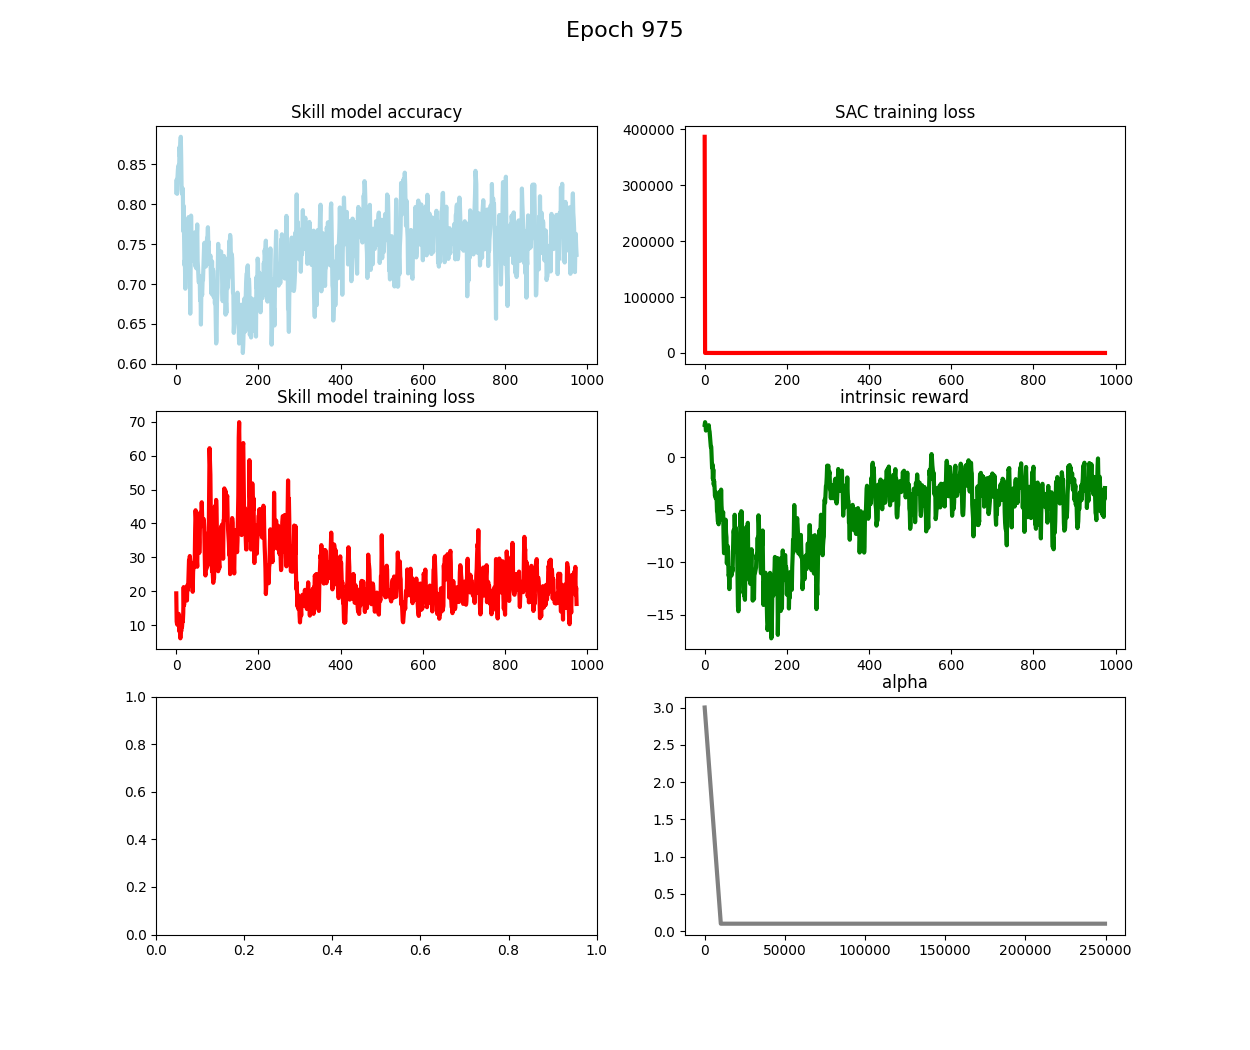 Epoch 975
Skill model accuracy
0.85
0.80
0.75
0.70
0.65
0.60
0 200 400 600 800 1000
SAC training loss
400000
300000
200000
100000
0
0 200 400 600 800 1000
Skill model training loss
70
60
50
40
30
20
10
0 200 400 600 800 1000
intrinsic reward
0
−5
−10
−15
0 200 400 600 800 1000
1.0
0.8
0.6
0.4
0.2
0.0
0.0 0.2 0.4 0.6 0.8 1.0
alpha
3.0
2.5
2.0
1.5
1.0
0.5
0.0
0 50000 100000 150000 200000 250000